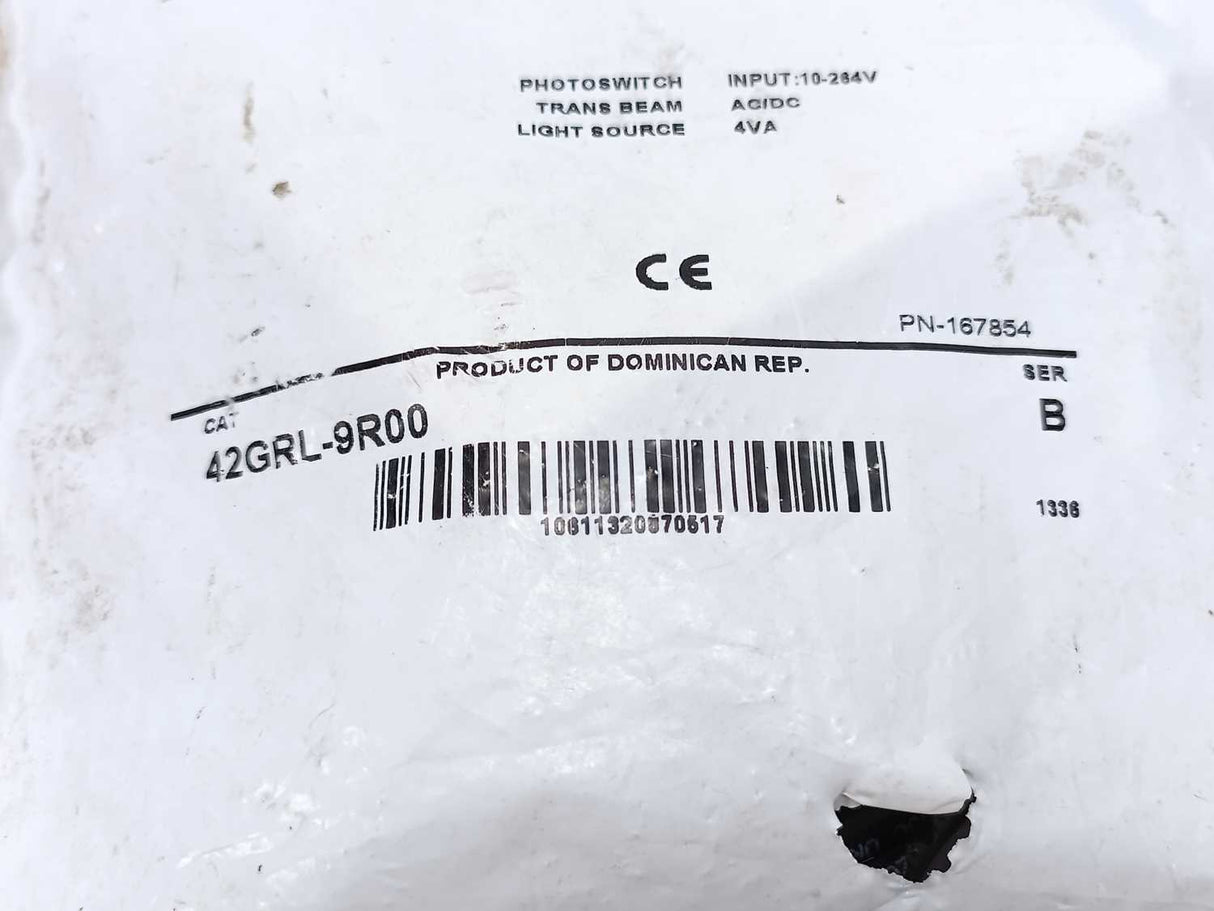 PHOTOSWITCH INPUT:10-264V
TRANS BEAM AC/DC
LIGHT SOURCE 4VA
CE
PN-167854
PRODUCT OF DOMINICAN REP.
SER
CAT
42GRL-9R00
B
1336